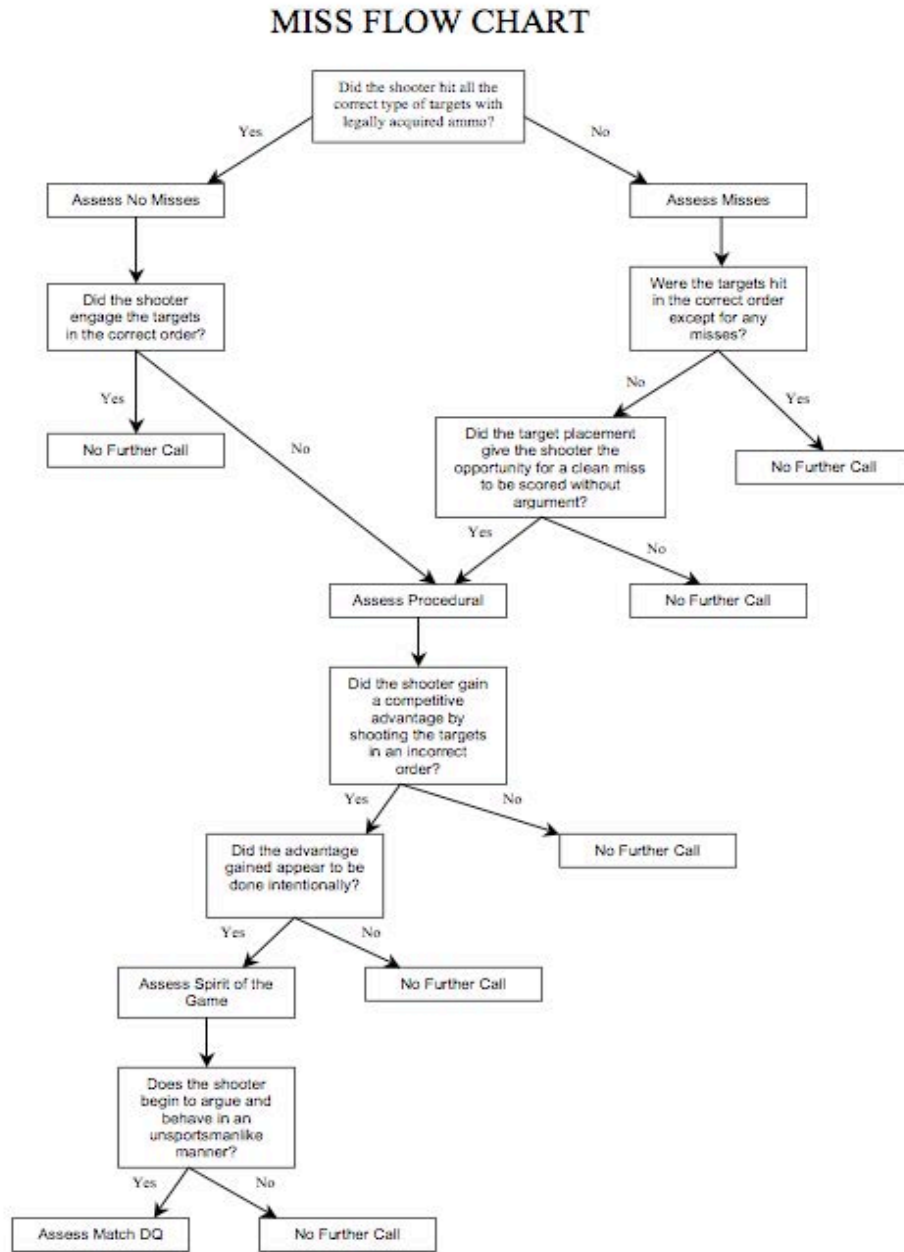 MISS FLOW CHART
Did the shooter hit all the
correct type of targets with
legally acquired ammo?
Yes
No
Assess No Misses
Assess Misses
Did the shooter
engage the targets
in the correct order?
Were the targets hit
in the correct order
except for any
misses?
Yes
No
No
Yes
No Further Call
Did the target placement
give the shooter the
opportunity for a clean miss
to be scored without
argument?
No Further Call
Yes
No
Assess Procedural
No Further Call
Did the shooter gain
a competitive
advantage by
shooting the targets
in an incorrect
order?
Yes
No
Did the advantage
gained appear to be
done intentionally?
No Further Call
Yes
No
Assess Spirit of the
Game
No Further Call
Does the shooter
begin to argue and
behave in an
unsportsmanlike
manner?
Yes
No
Assess Match DQ
No Further Call